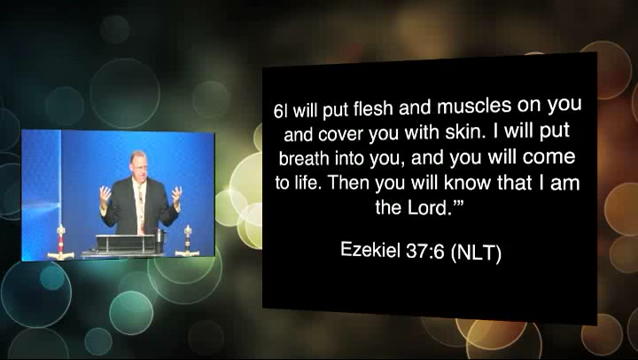 6I will put flesh and muscles on you
and cover you with skin. I will put
breath into you, and you will come
to life. Then you will know that I am
the Lord.’”
Ezekiel 37:6 (NLT)